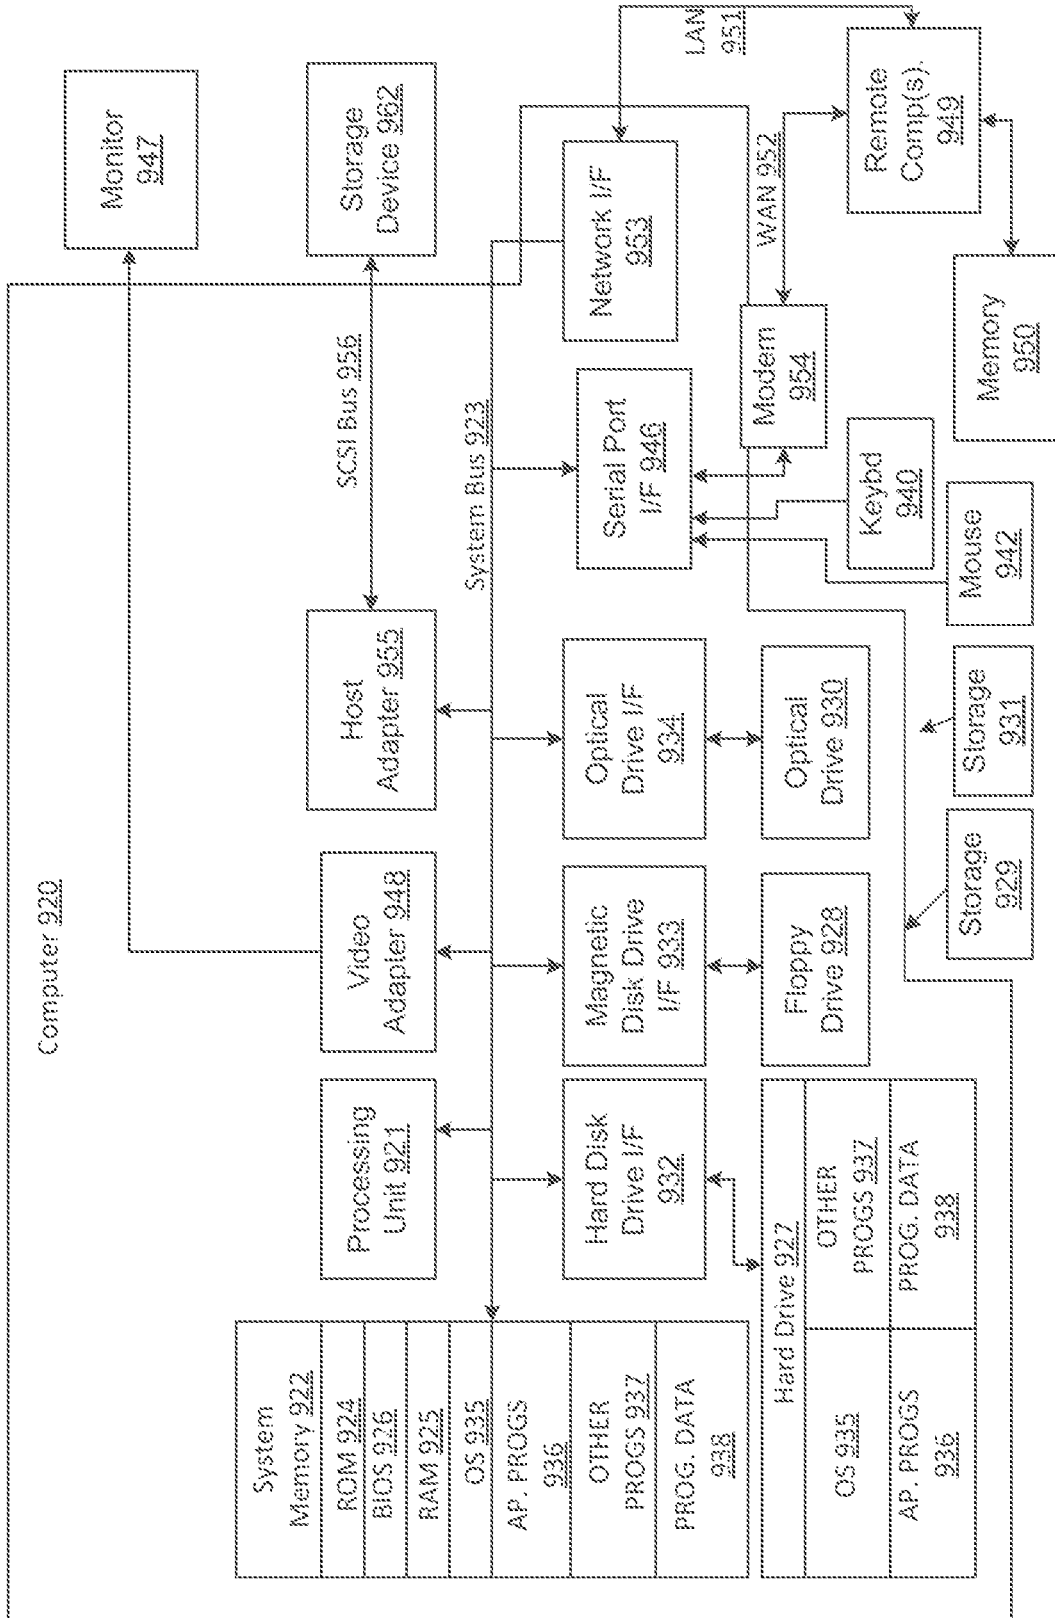 Computer 920
Monitor
947
System
Memory 922
ROM 924
BIOS 926
RAM 925
OS 935
AP. PROGS
936
OTHER
PROGS 937
PROG. DATA
938
Processing
Unit 921
Video
Adapter 948
Host
Adapter 955
SCSI Bus 956
Storage
Device 962
System Bus 923
Hard Disk
Drive I/F
932
Magnetic
Disk Drive
I/F 933
Optical
Drive I/F
934
Serial Port
I/F 946
Network I/F
953
Hard Drive 927
OS 935
OTHER
PROGS 937
AP. PROGS
936
PROG. DATA
938
Floppy
Drive 928
Optical
Drive 930
Modem
954
WAN 952
LAN
951
Storage
929
Storage
931
Mouse
942
Keybd
940
Remote
Comp(s).
949
Memory
950